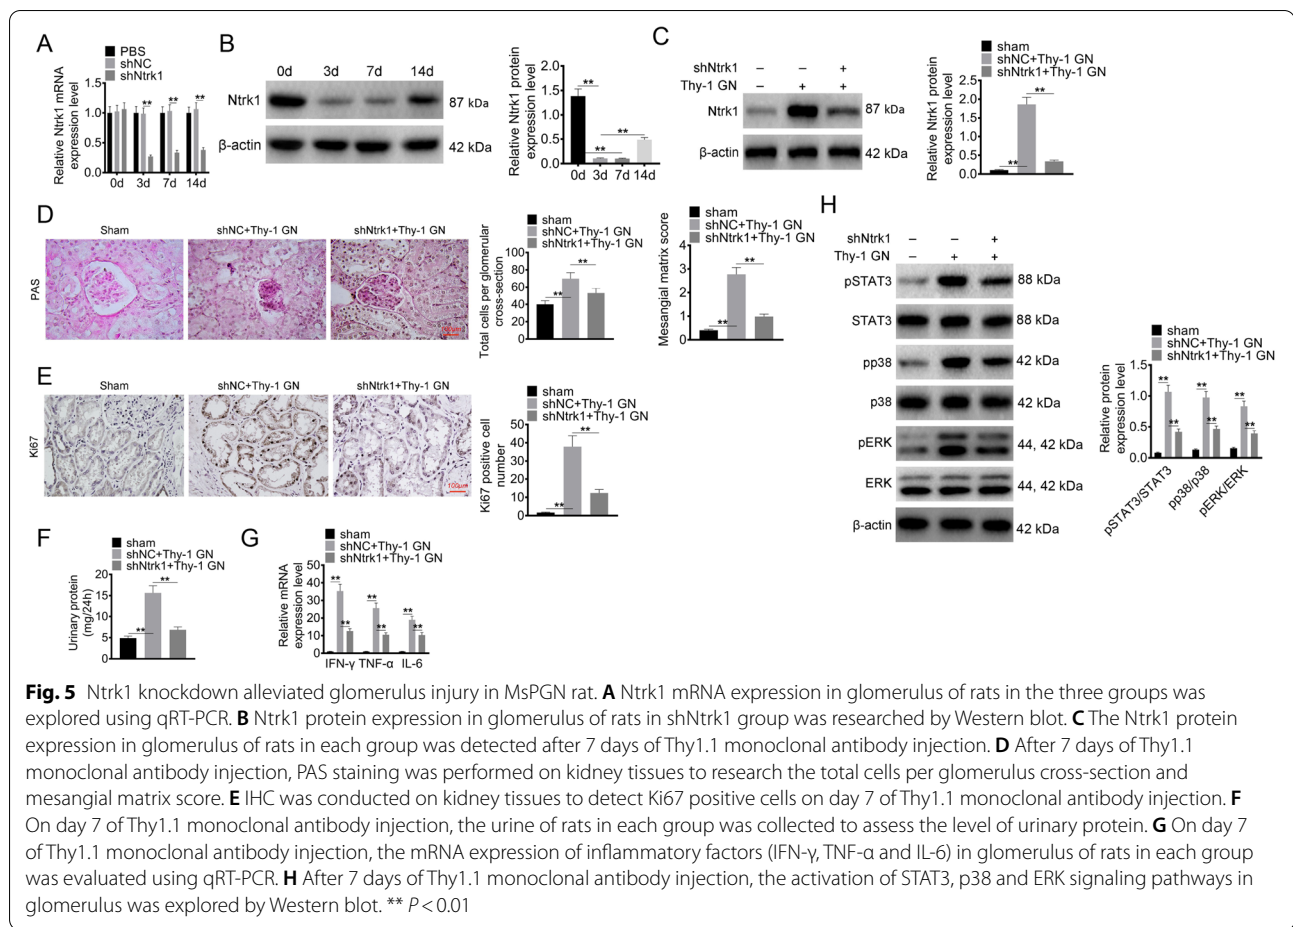 A
PBS
shNC
shNtrk1
Relative Ntrk1 mRNA
expression level
1.5
1.0
0.5
0.0
** ** **
0d 3d 7d 14d
B
0d 3d 7d 14d
Ntrk1 87 kDa
β-actin 42 kDa
Relative Ntrk1 protein
expression level
2.0
1.5
1.0
0.5
0.0
**
**
**
0d 3d 7d 14d
C
shNtrk1 – – +
Thy-1 GN – + +
Ntrk1 87 kDa
β-actin 42 kDa
sham
shNC+Thy-1 GN
shNtrk1+Thy-1 GN
Relative Ntrk1 protein
expression level
2.5
2.0
1.5
1.0
0.5
0.0
**
**
D
Sham shNC+Thy-1 GN shNtrk1+Thy-1 GN
PAS
sham
shNC+Thy-1 GN
shNtrk1+Thy-1 GN
Total cells per glomerular
cross-section
100
80
60
40
20
0
**
**
sham
shNC+Thy-1 GN
shNtrk1+Thy-1 GN
Mesangial matrix score
4
3
2
1
0
**
**
E
Sham shNC+Thy-1 GN shNtrk1+Thy-1 GN
Ki67
100μm
sham
shNC+Thy-1 GN
shNtrk1+Thy-1 GN
Ki67 positive cell
number
50
40
30
20
10
0
**
**
F
sham
shNC+Thy-1 GN
shNtrk1+Thy-1 GN
Urinary protein
(mg/24h)
20
15
10
5
0
**
**
G
sham
shNC+Thy-1 GN
shNtrk1+Thy-1 GN
Relative mRNA
expression level
50
40
30
20
10
0
** ** **
** ** **
IFN-γ TNF-α IL-6
H
shNtrk1 – – +
Thy-1 GN – + +
pSTAT3 88 kDa
STAT3 88 kDa
pp38 42 kDa
p38 42 kDa
pERK 44, 42 kDa
ERK 44, 42 kDa
β-actin 42 kDa
sham
shNC+Thy-1 GN
shNtrk1+Thy-1 GN
Relative protein
expression level
1.5
1.0
0.5
0.0
** ** **
** ** **
pSTAT3/STAT3 pp38/p38 pERK/ERK
Fig. 5 Ntrk1 knockdown alleviated glomerulus injury in MsPGN rat. A Ntrk1 mRNA expression in glomerulus of rats in the three groups was
explored using qRT-PCR. B Ntrk1 protein expression in glomerulus of rats in shNtrk1 group was researched by Western blot. C The Ntrk1 protein
expression in glomerulus of rats in each group was detected after 7 days of Thy1.1 monoclonal antibody injection. D After 7 days of Thy1.1
monoclonal antibody injection, PAS staining was performed on kidney tissues to research the total cells per glomerulus cross-section and
mesangial matrix score. E IHC was conducted on kidney tissues to detect Ki67 positive cells on day 7 of Thy1.1 monoclonal antibody injection. F
On day 7 of Thy1.1 monoclonal antibody injection, the urine of rats in each group was collected to assess the level of urinary protein. G On day 7
of Thy1.1 monoclonal antibody injection, the mRNA expression of inflammatory factors (IFN-γ, TNF-α and IL-6) in glomerulus of rats in each group
was evaluated using qRT-PCR. H After 7 days of Thy1.1 monoclonal antibody injection, the activation of STAT3, p38 and ERK signaling pathways in
glomerulus was explored by Western blot. ** P < 0.01